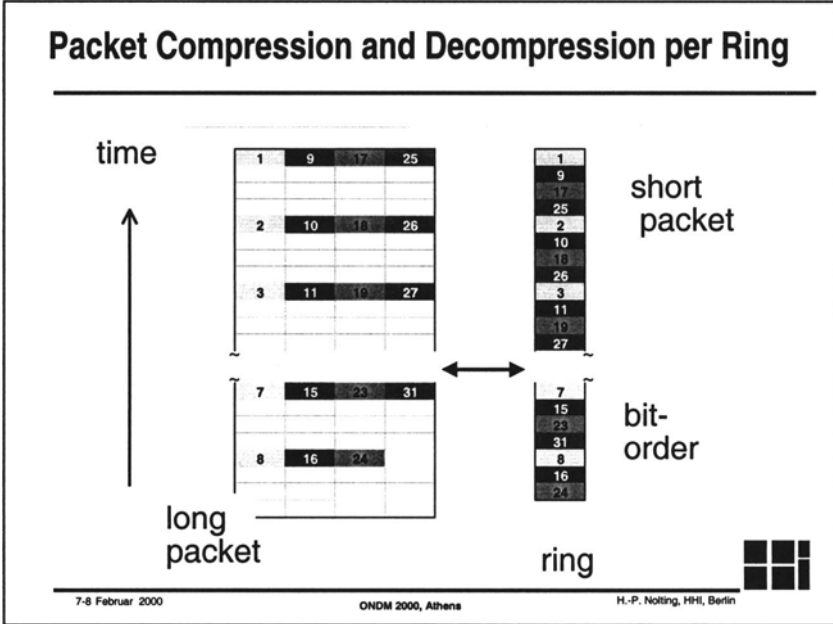 Packet Compression and Decompression per Ring
time
1 9 17 25
2 10 18 26
3 11 19 27
~ ~
~ ~
7 15 23 31
8 16 24
long
packet
1
9
17
25
2
10
18
26
3
11
19
27
~ ~
~ ~
7
15
23
31
8
16
24
ring
short
packet
bit-
order
7-8 Februar 2000
ONDM 2000, Athens
H.-P. Nolting, HHI, Berlin